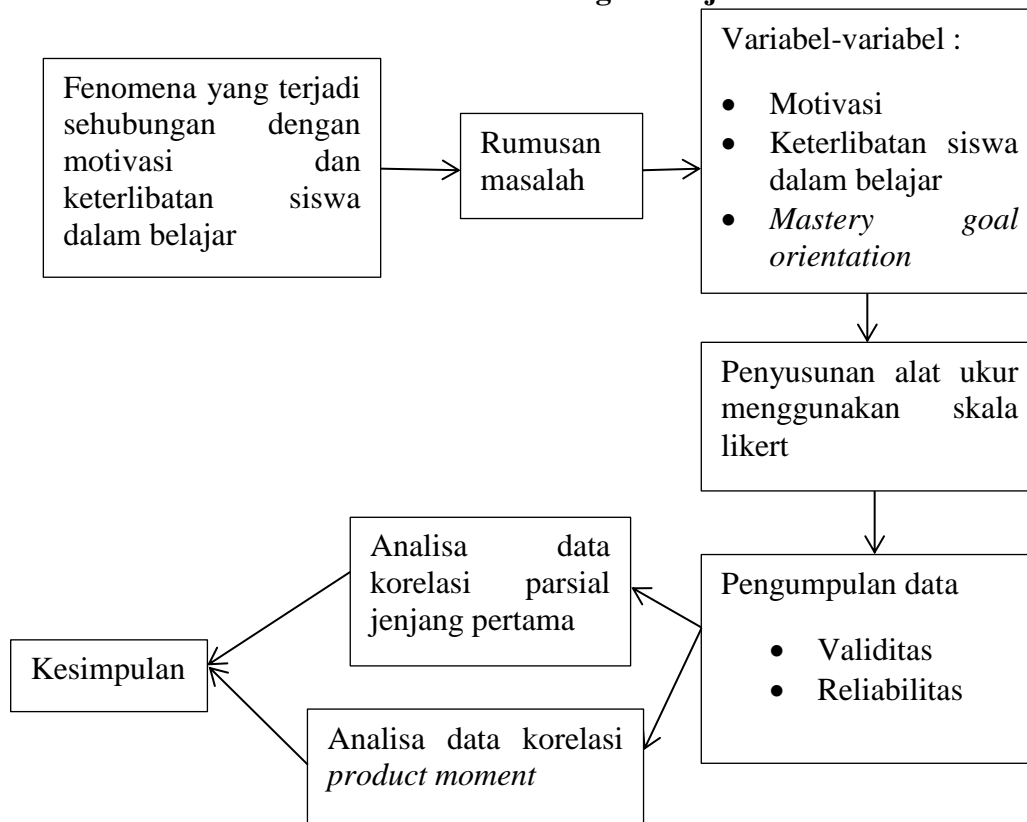 Fenomena yang terjadi
sehubungan dengan
motivasi dan
keterlibatan siswa
dalam belajar
Rumusan
masalah
Variabel-variabel :
• Motivasi
• Keterlibatan siswa
dalam belajar
• Mastery goal
orientation
Penyusunan alat ukur
menggunakan skala
likert
Pengumpulan data
• Validitas
• Reliabilitas
Analisa data
korelasi parsial
jenjang pertama
Analisa data korelasi
product moment
Kesimpulan